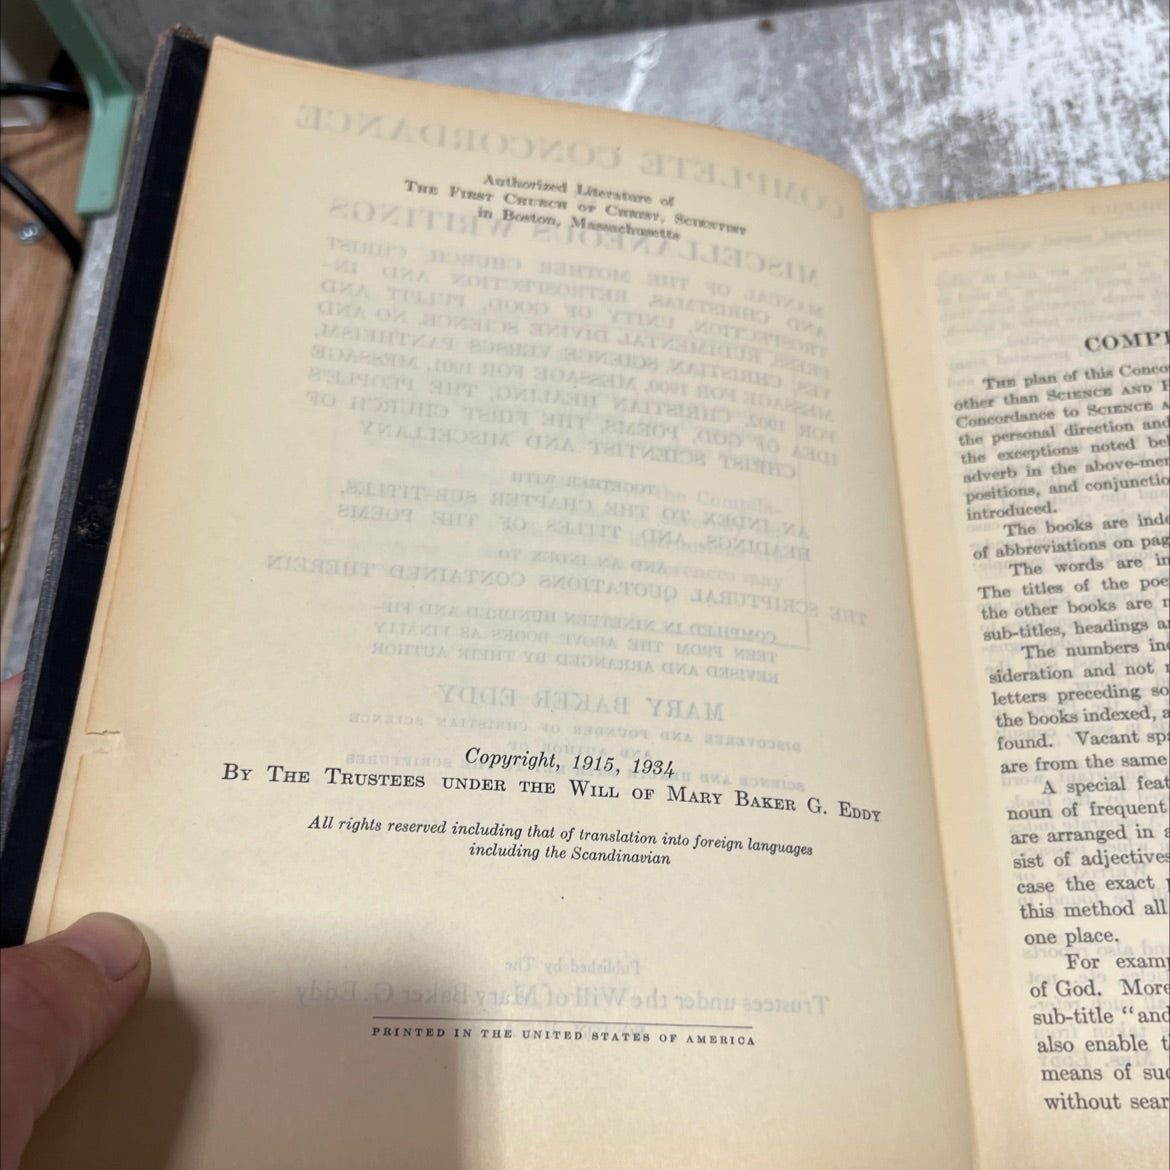 Authorized Literature of
THE FIRST CHURCH OF CHRIST, SCIENTIST
in Boston, Massachusetts
Copyright, 1915, 1934
BY THE TRUSTEES UNDER THE WILL OF MARY BAKER G. EDDY
All rights reserved including that of translation into foreign languages
including the Scandinavian
PRINTED IN THE UNITED STATES OF AMERICA
COMPI
THE plan of this Conco
other than SCIENCE AND H
Concordance to SCIENCE A
the personal direction and
the exceptions noted bel
adverb in the above-men
positions, and conjunctio
introduced.
The books are inde
of abbreviations on pag
The words are in
The titles of the poe
the other books are
sub-titles, headings a
The numbers ind
sideration and not
letters preceding so
the books indexed, a
found. Vacant spa
are from the same
A special feat
noun of frequent
are arranged in a
sist of adjectives
case the exact
this method all
one place.
For examp
of God. More
sub-title "and
also enable t
means of suc
without sear